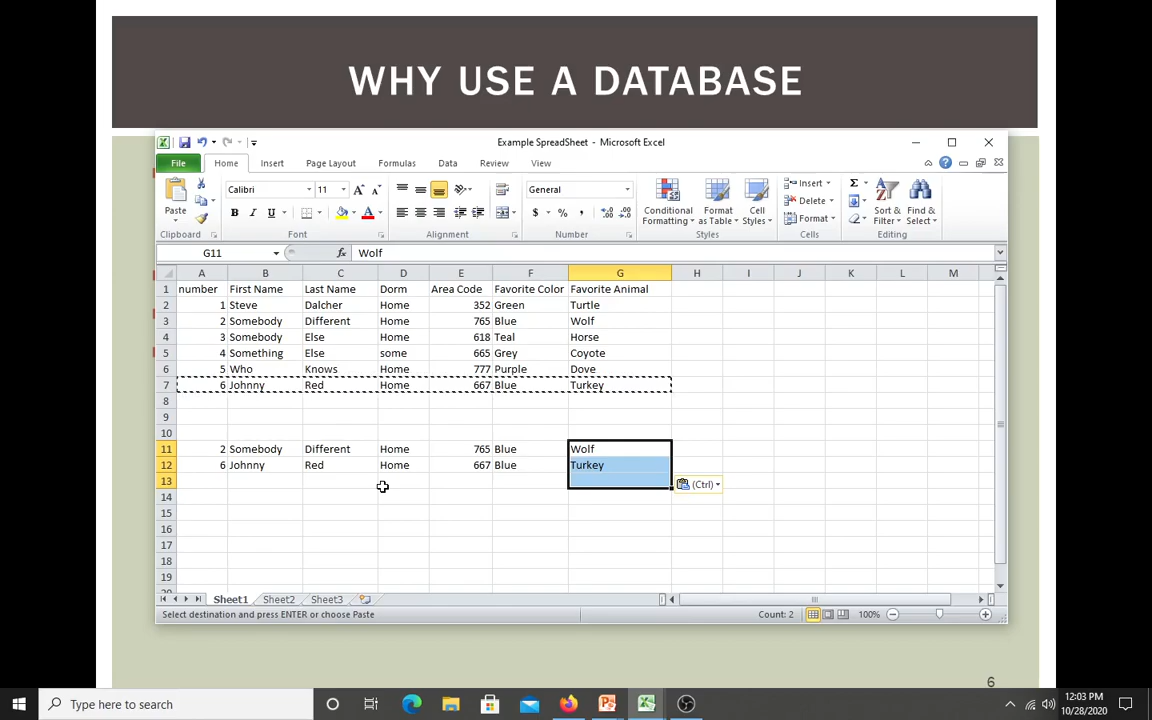 WHY USE A DATABASE
Example SpreadSheet - Microsoft Excel
File Home Insert Page Layout Formulas Data Review View
Paste
Calibri 11
B I U
General
$ % ,
Conditional Formatting
Format as Table
Cell Styles
Insert
Delete
Format
Sort & Filter
Find & Select
Clipboard Font Alignment Number Styles Cells Editing
G11 fx Wolf
A B C D E F G H I J K L M
1 number First Name Last Name Dorm Area Code Favorite Color Favorite Animal
2 1 Steve Dalcher Home 352 Green Turtle
3 2 Somebody Different Home 765 Blue Wolf
4 3 Somebody Else Home 618 Teal Horse
5 4 Something Else some 665 Grey Coyote
6 5 Who Knows Home 777 Purple Dove
7 6 Johnny Red Home 667 Blue Turkey
8
9
10
11 2 Somebody Different Home 765 Blue Wolf
12 6 Johnny Red Home 667 Blue Turkey
13 (Ctrl)
14
15
16
17
18
19
Sheet1 Sheet2 Sheet3
Select destination and press ENTER or choose Paste Count: 2 100%
6
Type here to search
12:03 PM
10/28/2020